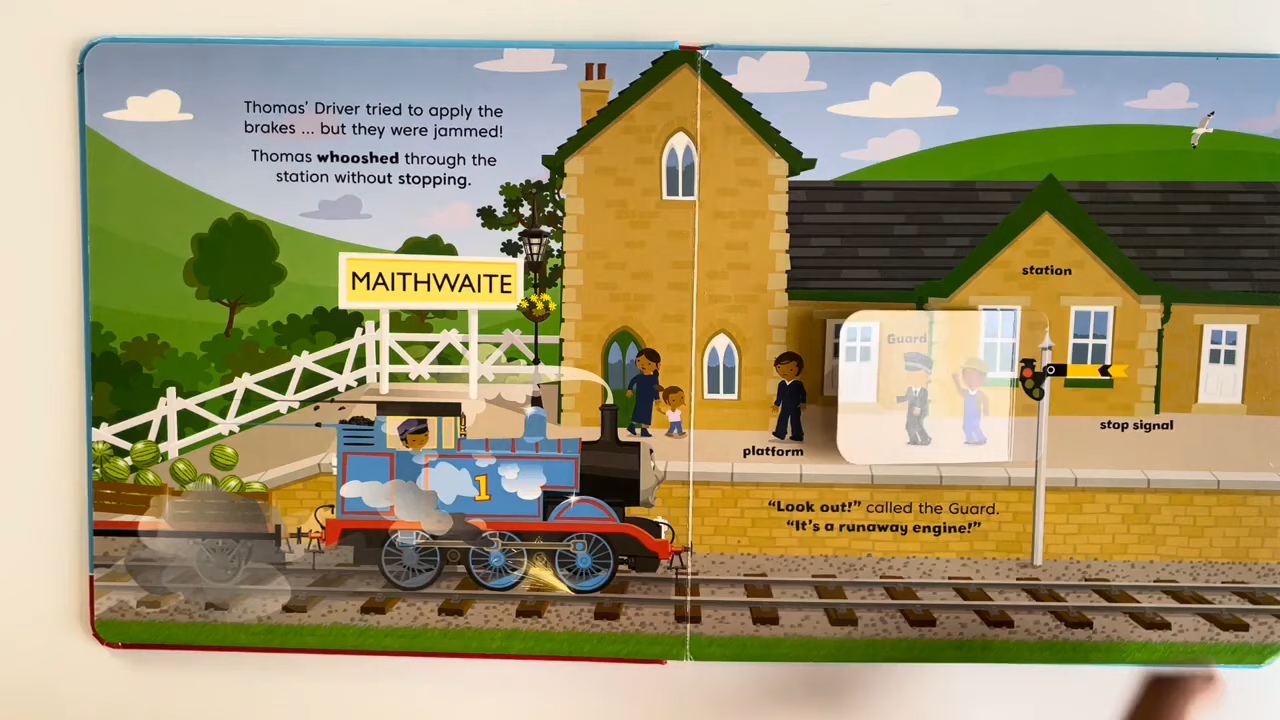 Thomas' Driver tried to apply the
brakes ... but they were jammed!
Thomas whooshed through the
station without stopping.
MAITHWAITE
station
Guard
stop signal
platform
1
"Look out!" called the Guard.
"It's a runaway engine!"